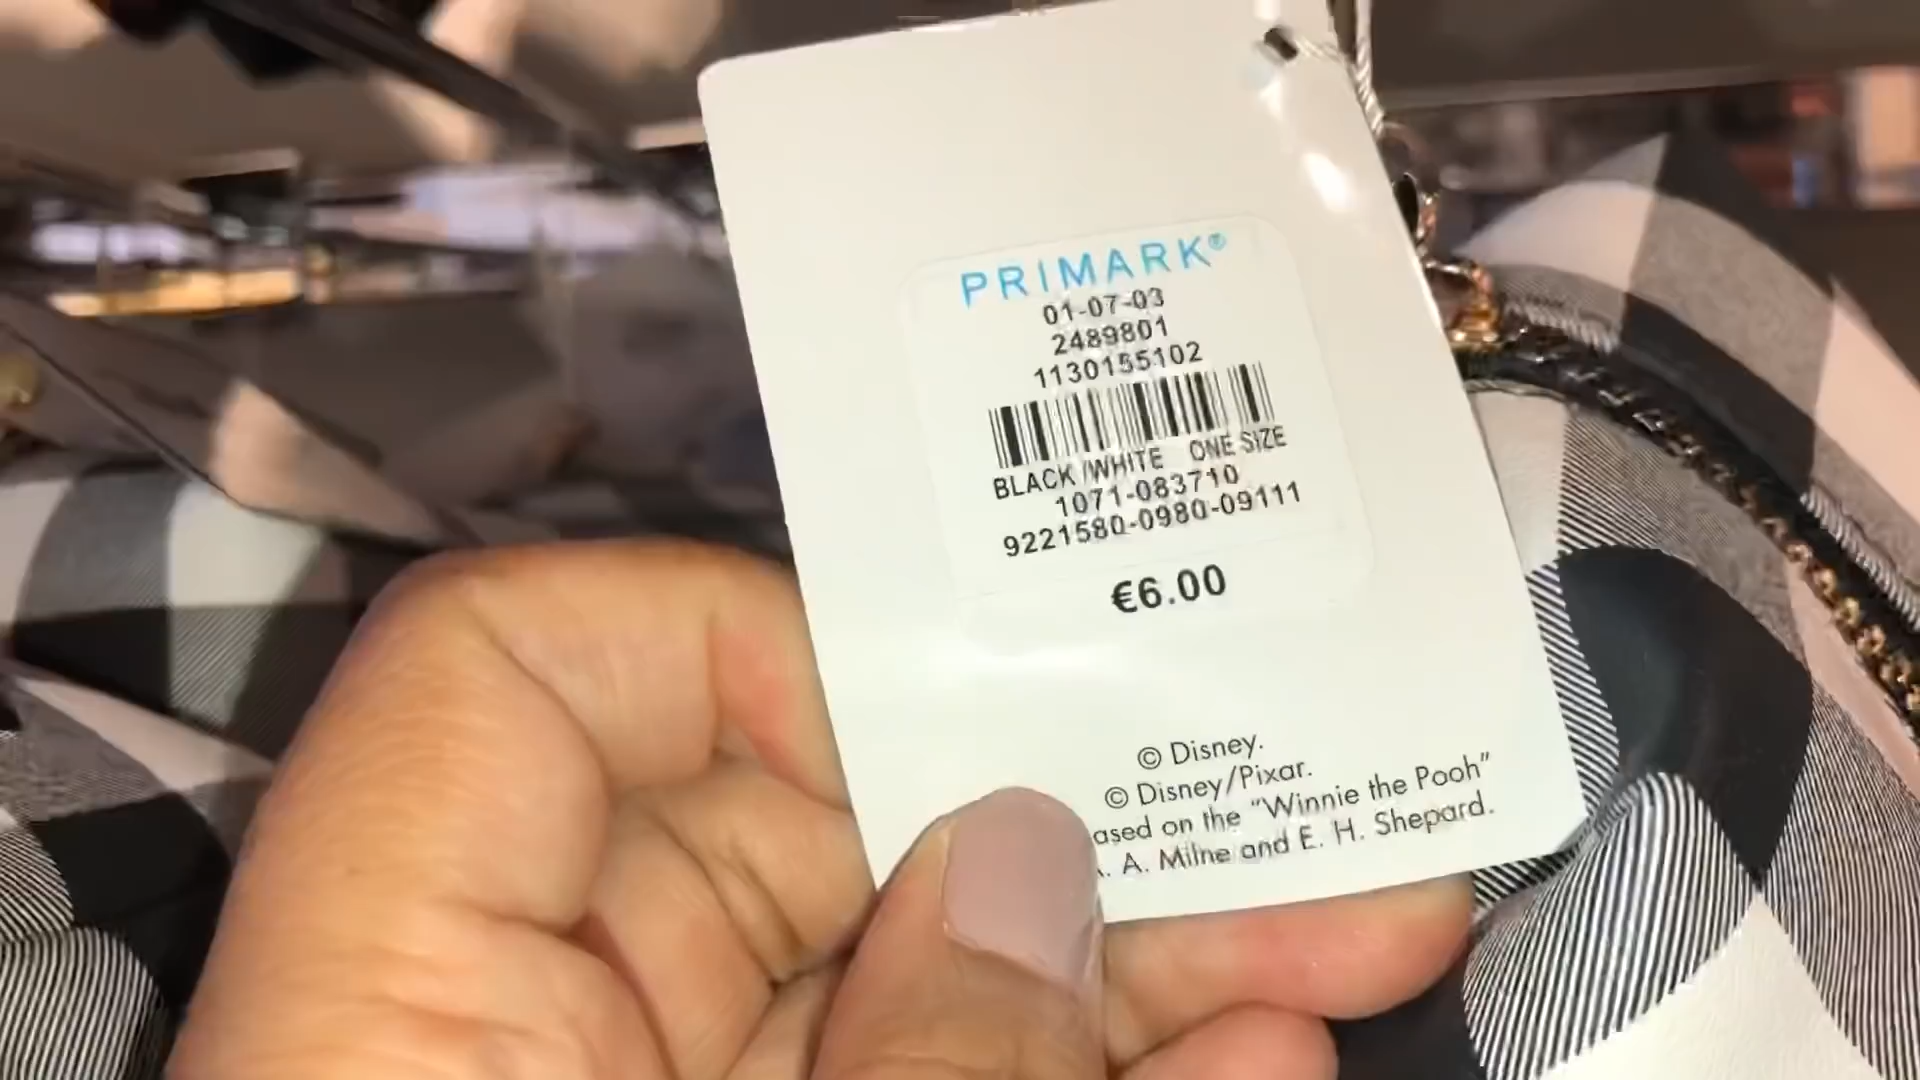 PRIMARK®
01-07-03
2489801
1130155102
BLACK/WHITE ONE SIZE
1071-083710
9221580-0980-09111
€6.00
© Disney.
© Disney/Pixar.
on the "Winnie the Pooh"
A. Milne and E. H. Shepard.